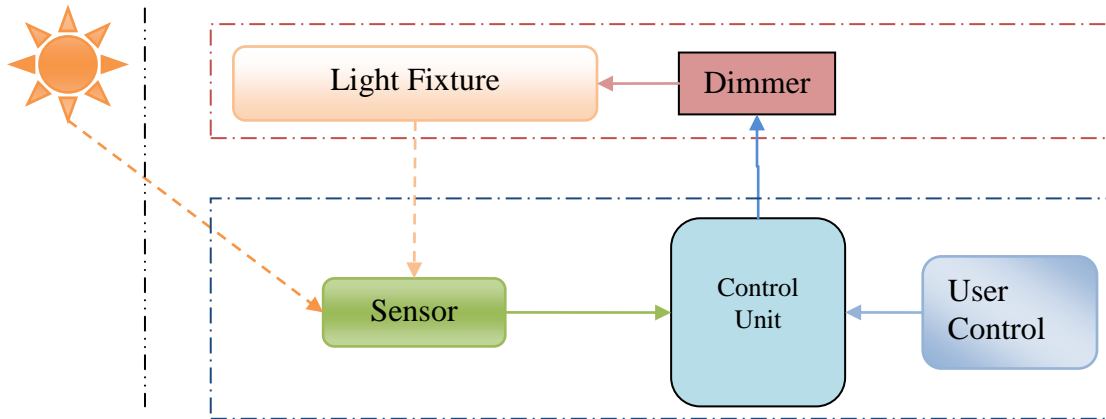 Light Fixture
Dimmer
Sensor
Control
Unit
User
Control